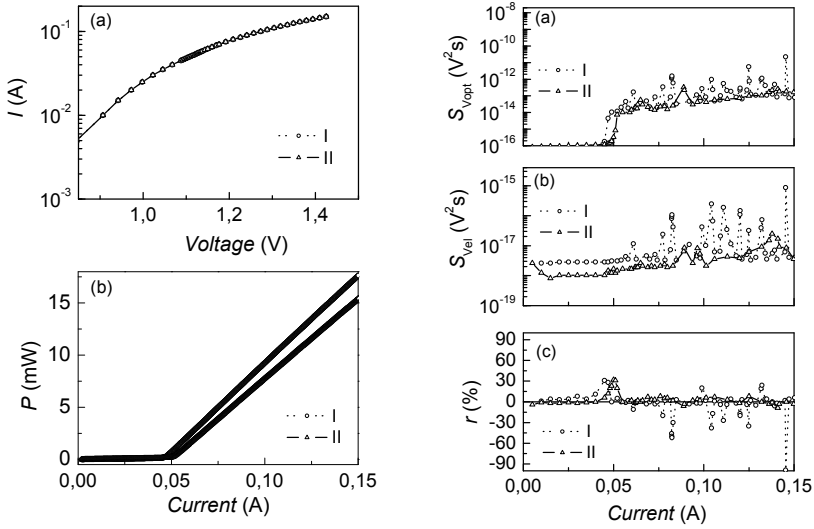 (a)
10⁻¹
10⁻²
10⁻³
I (A)
I
II
1,0
1,2
1,4
Voltage (V)
(b)
15
10
5
0
P (mW)
I
II
0,00
0,05
0,10
0,15
Current (A)
(a)
10⁻⁸
10⁻¹⁰
10⁻¹²
10⁻¹⁴
10⁻¹⁶
S_Vopt (V²s)
I
II
(b)
10⁻¹⁵
10⁻¹⁷
10⁻¹⁹
S_Vel (V²s)
I
II
(c)
90
60
30
0
-30
-60
-90
r (%)
I
II
0,00
0,05
0,10
0,15
Current (A)